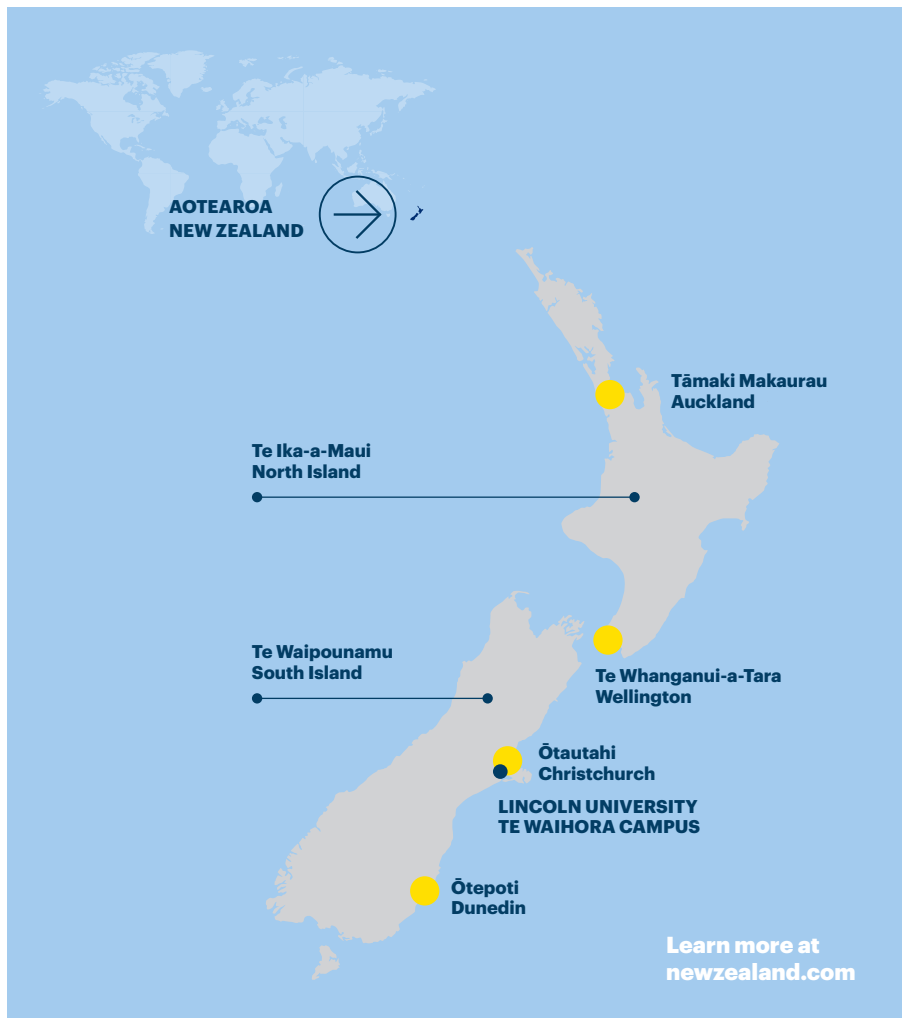 AOTEAROA
NEW ZEALAND
Tāmaki Makaurau
Auckland
Te Ika-a-Maui
North Island
Te Waipounamu
South Island
Te Whanganui-a-Tara
Wellington
Ōtautahi
Christchurch
LINCOLN UNIVERSITY
TE WAIHORA CAMPUS
Ōtepoti
Dunedin
Learn more at
newzealand.com